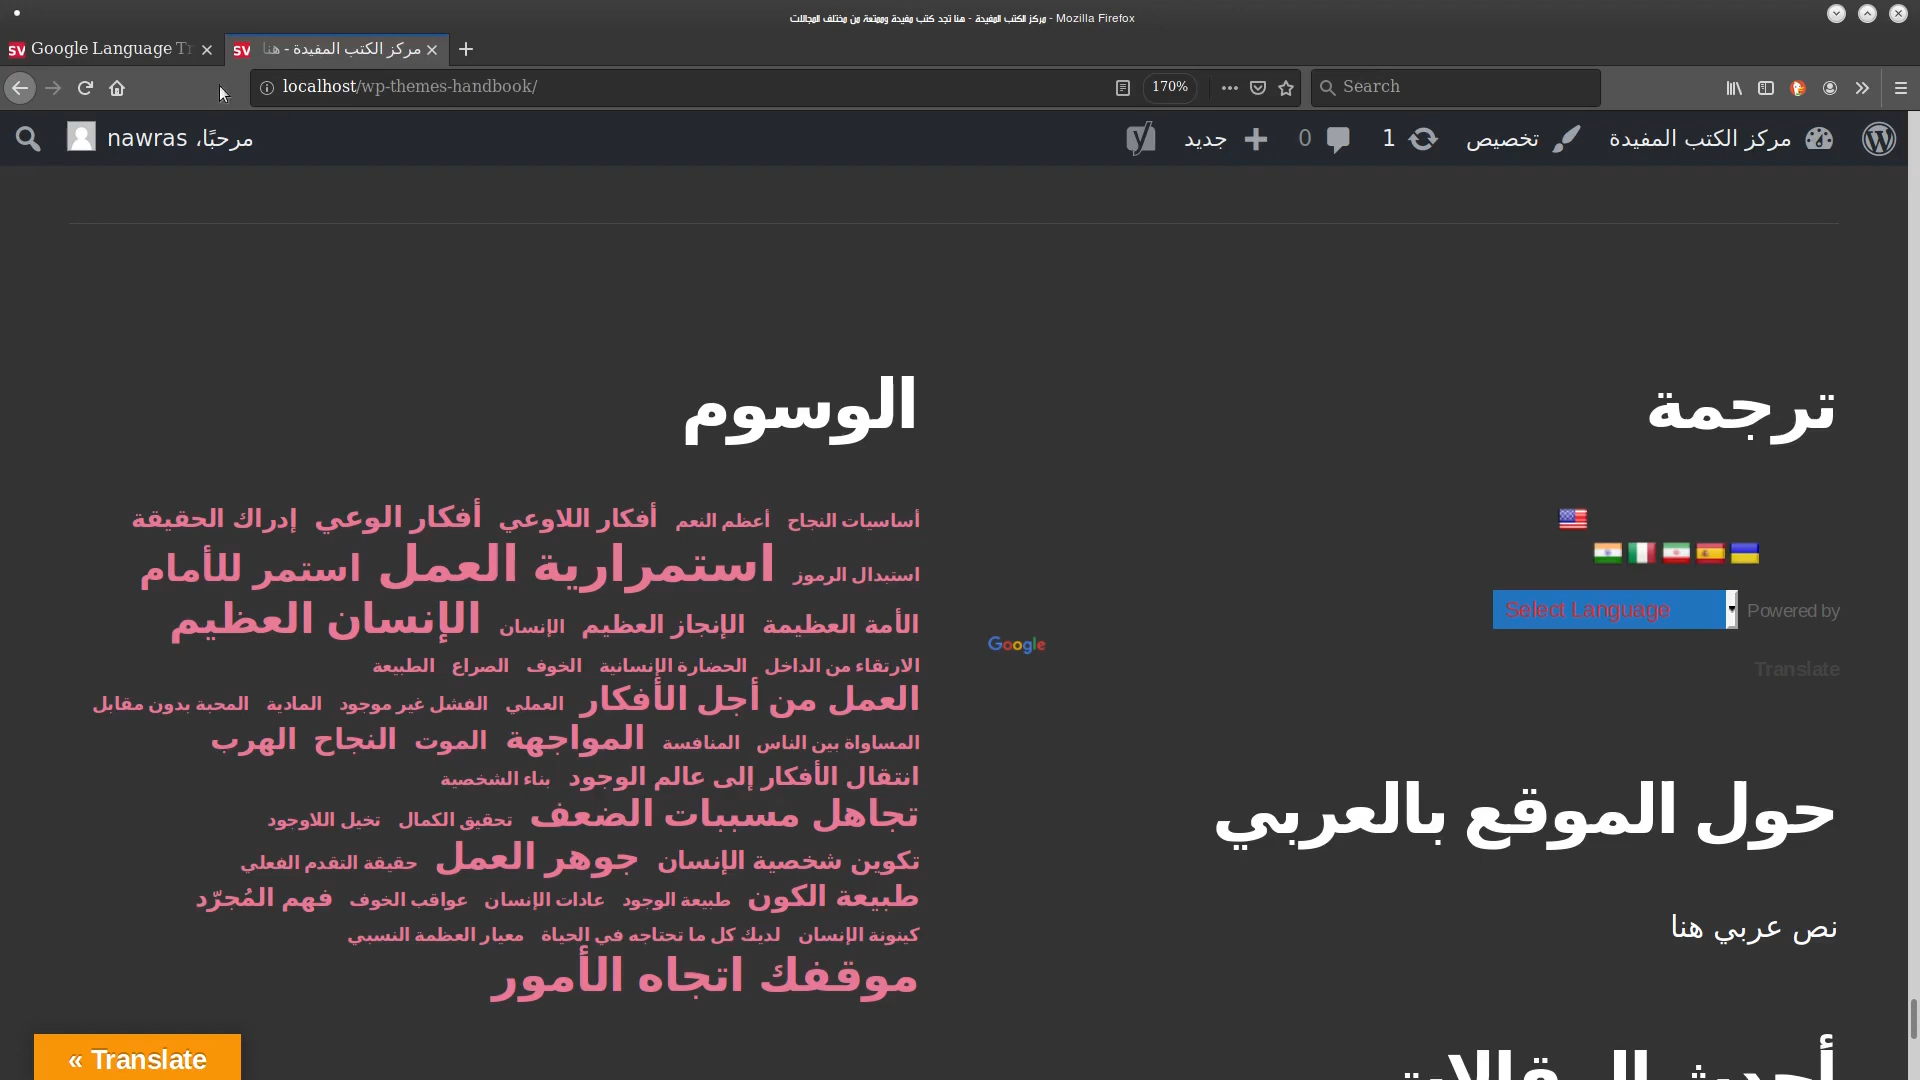 مركز الكتب المفيدة - هنا تجد كتب مفيدة وممتعة من مختلف المجالات - Mozilla Firefox
Google Language Tr
مركز الكتب المفيدة - هنا
localhost/wp-themes-handbook/
170%
Search
مركز الكتب المفيدة
تخصيص
1
0
جديد
مرحبًا، nawras
ترجمة
Select Language
Powered by
Google
Translate
حول الموقع بالعربي
نص عربي هنا
أحدث المقالات
الوسوم
أساسيات النجاح أعظم النعم أفكار اللاوعي أفكار الوعي إدراك الحقيقة
استبدال الرموز استمرارية العمل استمر للأمام
الأمة العظيمة الإنجاز العظيم الإنسان الإنسان العظيم
الارتقاء من الداخل الحضارة الإنسانية الخوف الصراع الطبيعة
العمل من أجل الأفكار العملي الفشل غير موجود المادية المحبة بدون مقابل
المساواة بين الناس المنافسة المواجهة الموت النجاح الهرب
انتقال الأفكار إلى عالم الوجود بناء الشخصية
تجاهل مسببات الضعف تحقيق الكمال تخيل اللاوجود
تكوين شخصية الإنسان جوهر العمل حقيقة التقدم الفعلي
طبيعة الكون طبيعة الوجود عادات الإنسان عواقب الخوف فهم المُجرّد
كينونة الإنسان لديك كل ما تحتاجه في الحياة معيار العظمة النسبي
موقفك اتجاه الأمور
Translate »